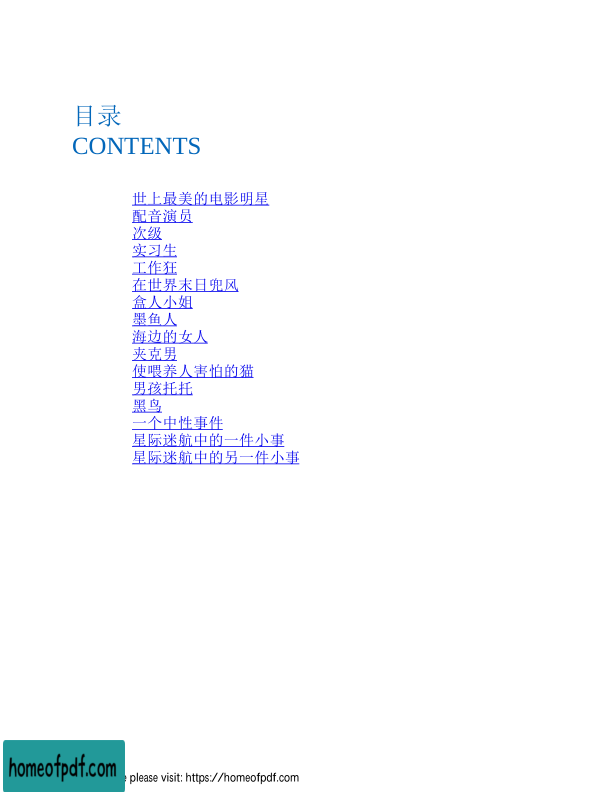 目录
CONTENTS
世上最美的电影明星
配音演员
次级
实习生
工作狂
在世界末日兜风
盒人小姐
墨鱼人
海边的女人
夹克男
使喂养人害怕的猫
男孩托托
黑鸟
一个中性事件
星际迷航中的一件小事
星际迷航中的另一件小事
homeofpdf.com
e please visit: https://homeofpdf.com